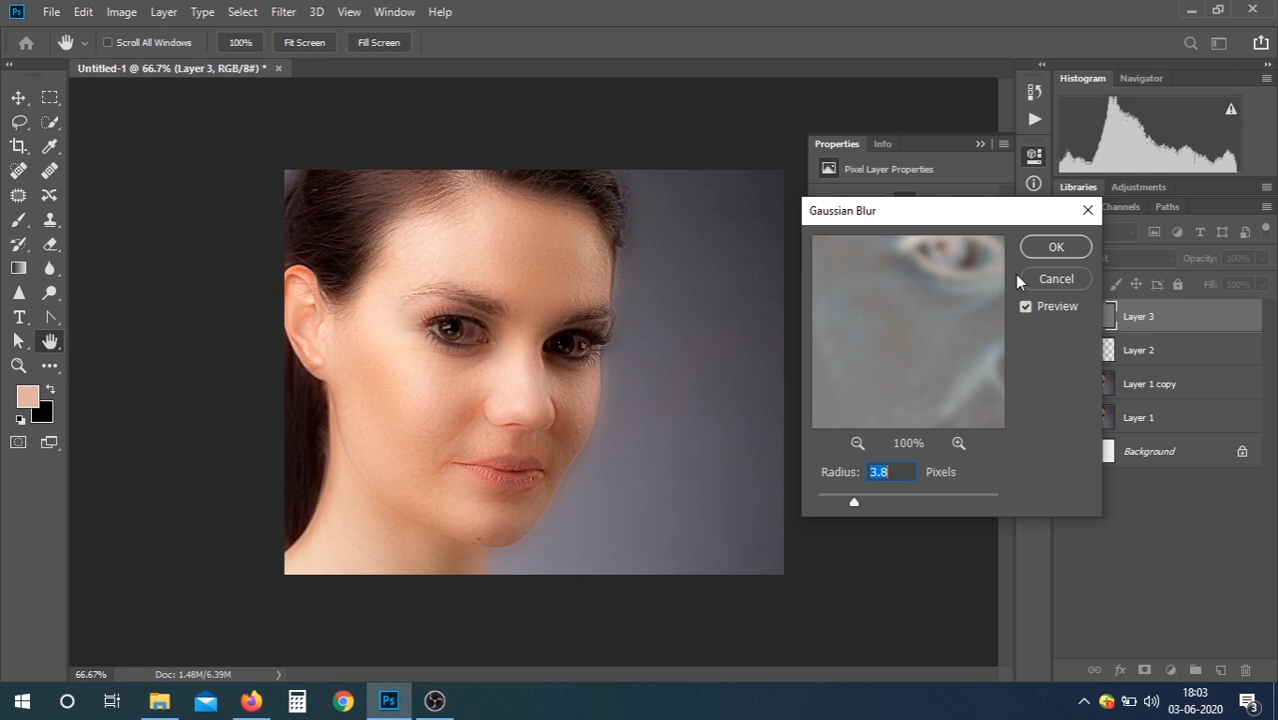 Ps File Edit Image Layer Type Select Filter 3D View Window Help
Scroll All Windows 100% Fit Screen Fill Screen
Untitled-1 @ 66.7% (Layer 3, RGB/8#) *
Histogram Navigator
Properties Info
Pixel Layer Properties
Libraries Adjustments
Channels Paths
Gaussian Blur
OK
Opacity: 100%
Cancel
Fill: 100%
Preview
Layer 3
Layer 2
Layer 1 copy
Layer 1
100%
Background
Radius: 3.8 Pixels
66.67% Doc: 1.48M/6.39M
Ps
18:03
03-06-2020
3